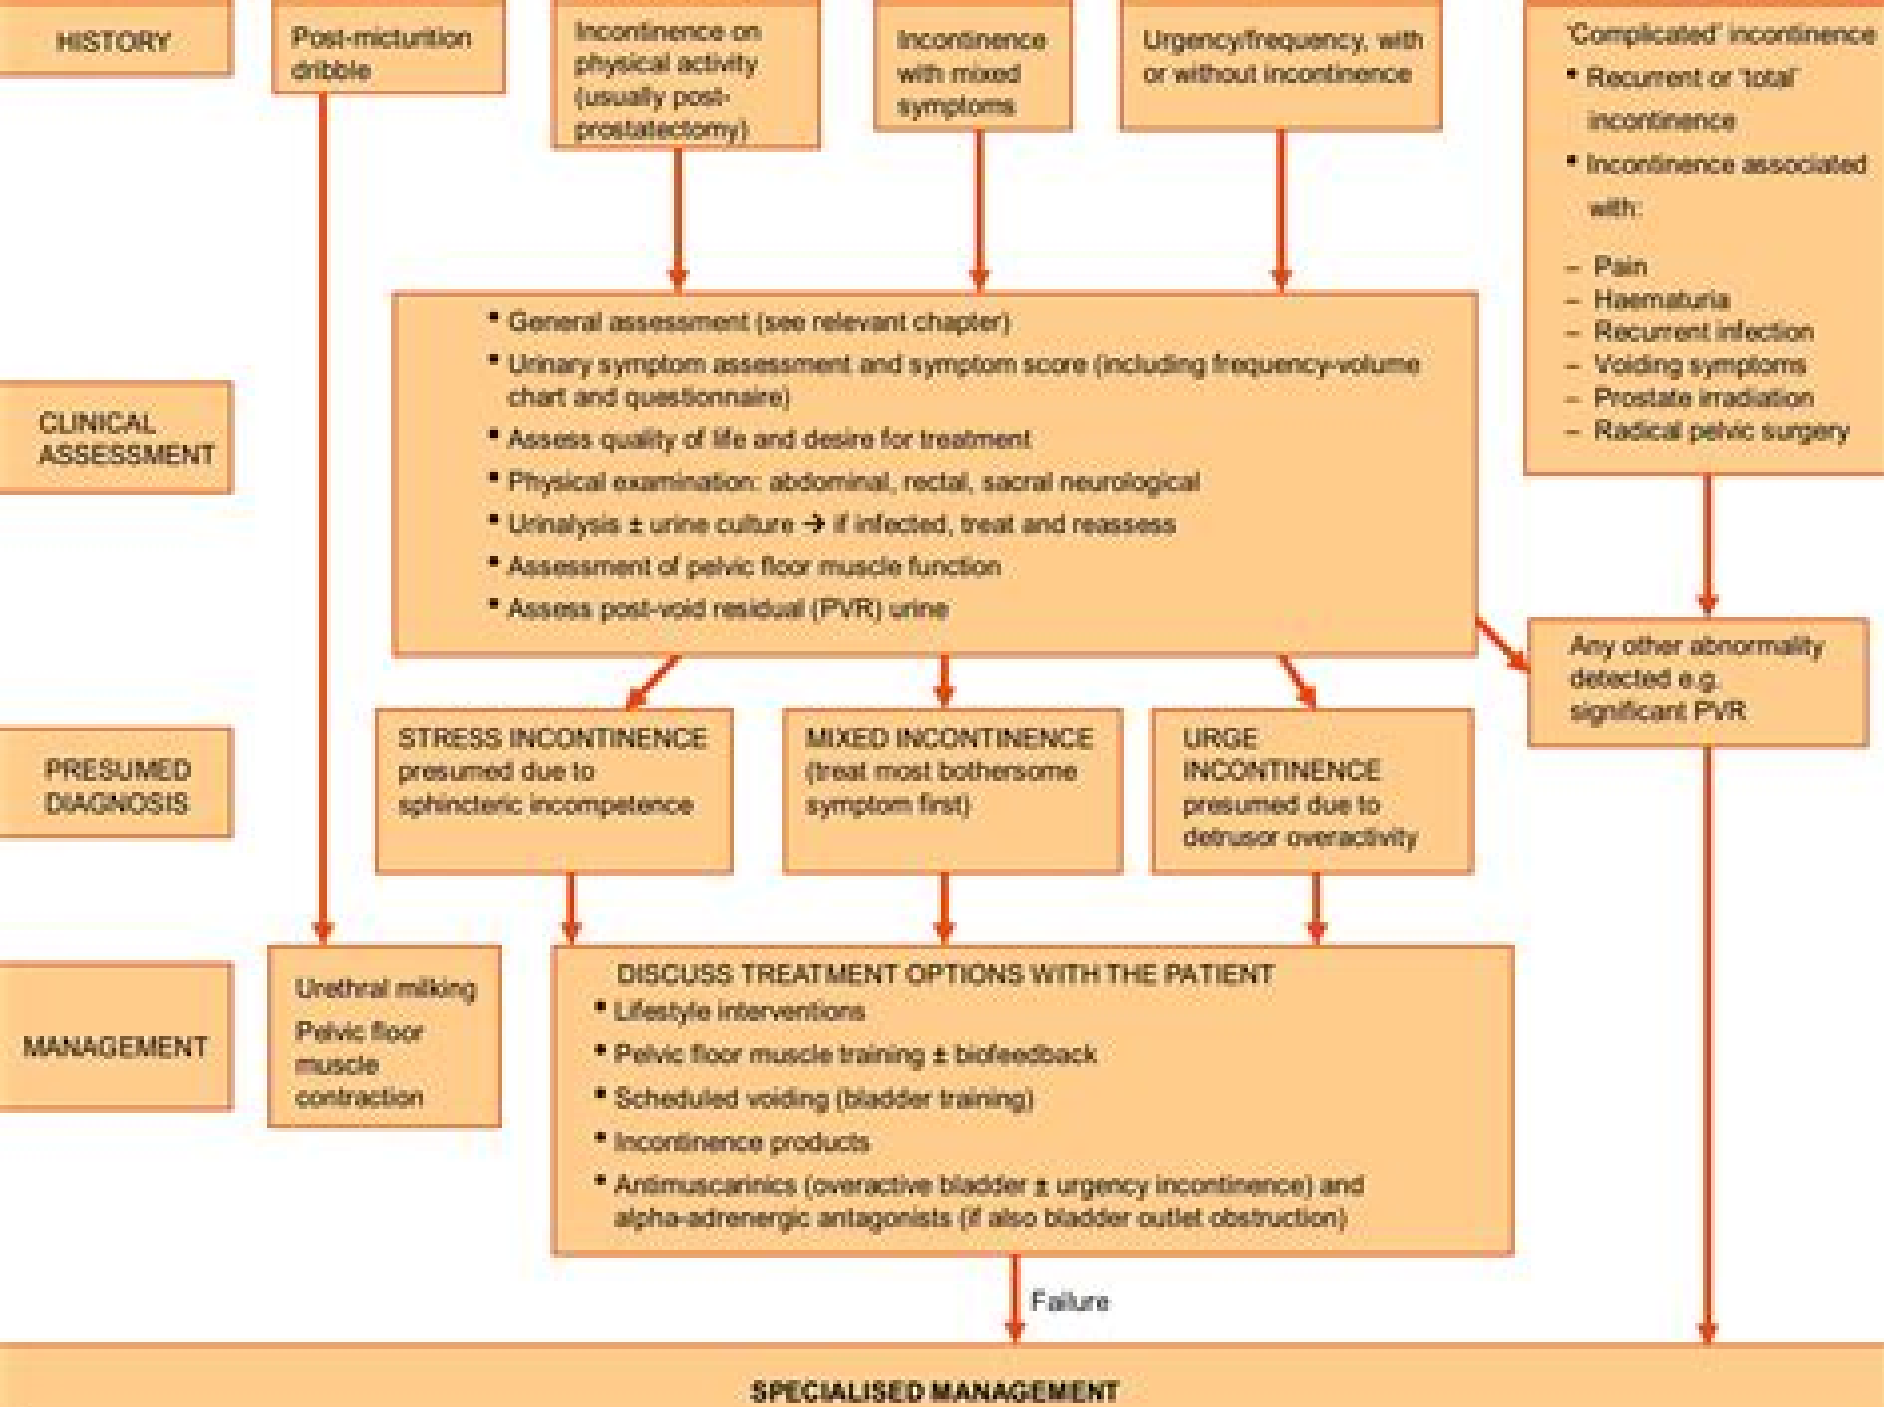 HISTORY
Post-micturition
dribble
Incontinence on
physical activity
(usually post-
prostatectomy)
Incontinence
with mixed
symptoms
Urgency/frequency, with
or without incontinence
'Complicated' incontinence
• Recurrent or 'total'
incontinence
• Incontinence associated
with:
– Pain
– Haematuria
– Recurrent infection
– Voiding symptoms
– Prostate irradiation
– Radical pelvic surgery
CLINICAL
ASSESSMENT
• General assessment (see relevant chapter)
• Urinary symptom assessment and symptom score (including frequency-volume
chart and questionnaire)
• Assess quality of life and desire for treatment
• Physical examination: abdominal, rectal, sacral neurological
• Urinalysis ± urine culture → if infected, treat and reassess
• Assessment of pelvic floor muscle function
• Assess post-void residual (PVR) urine
Any other abnormality
detected e.g.
significant PVR
PRESUMED
DIAGNOSIS
STRESS INCONTINENCE
presumed due to
sphincteric incompetence
MIXED INCONTINENCE
(treat most bothersome
symptom first)
URGE
INCONTINENCE
presumed due to
detrusor overactivity
MANAGEMENT
Urethral milking
Pelvic floor
muscle
contraction
DISCUSS TREATMENT OPTIONS WITH THE PATIENT
• Lifestyle interventions
• Pelvic floor muscle training ± biofeedback
• Scheduled voiding (bladder training)
• Incontinence products
• Antimuscarinics (overactive bladder ± urgency incontinence) and
alpha-adrenergic antagonists (if also bladder outlet obstruction)
Failure
SPECIALISED MANAGEMENT